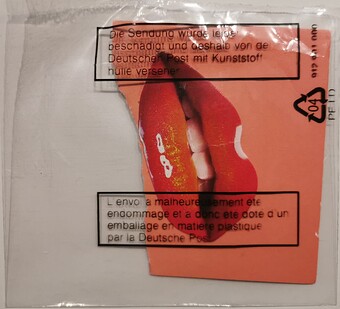 Die Sendung wurde leider
beschädigt und deshalb von der
Deutschen Post mit Kunststoff
hülle versehen
04
PE-LD
L'envoi a malheureusement été
endommagé et a donc été doté d'un
emballage en matière plastique
par la Deutsche Post